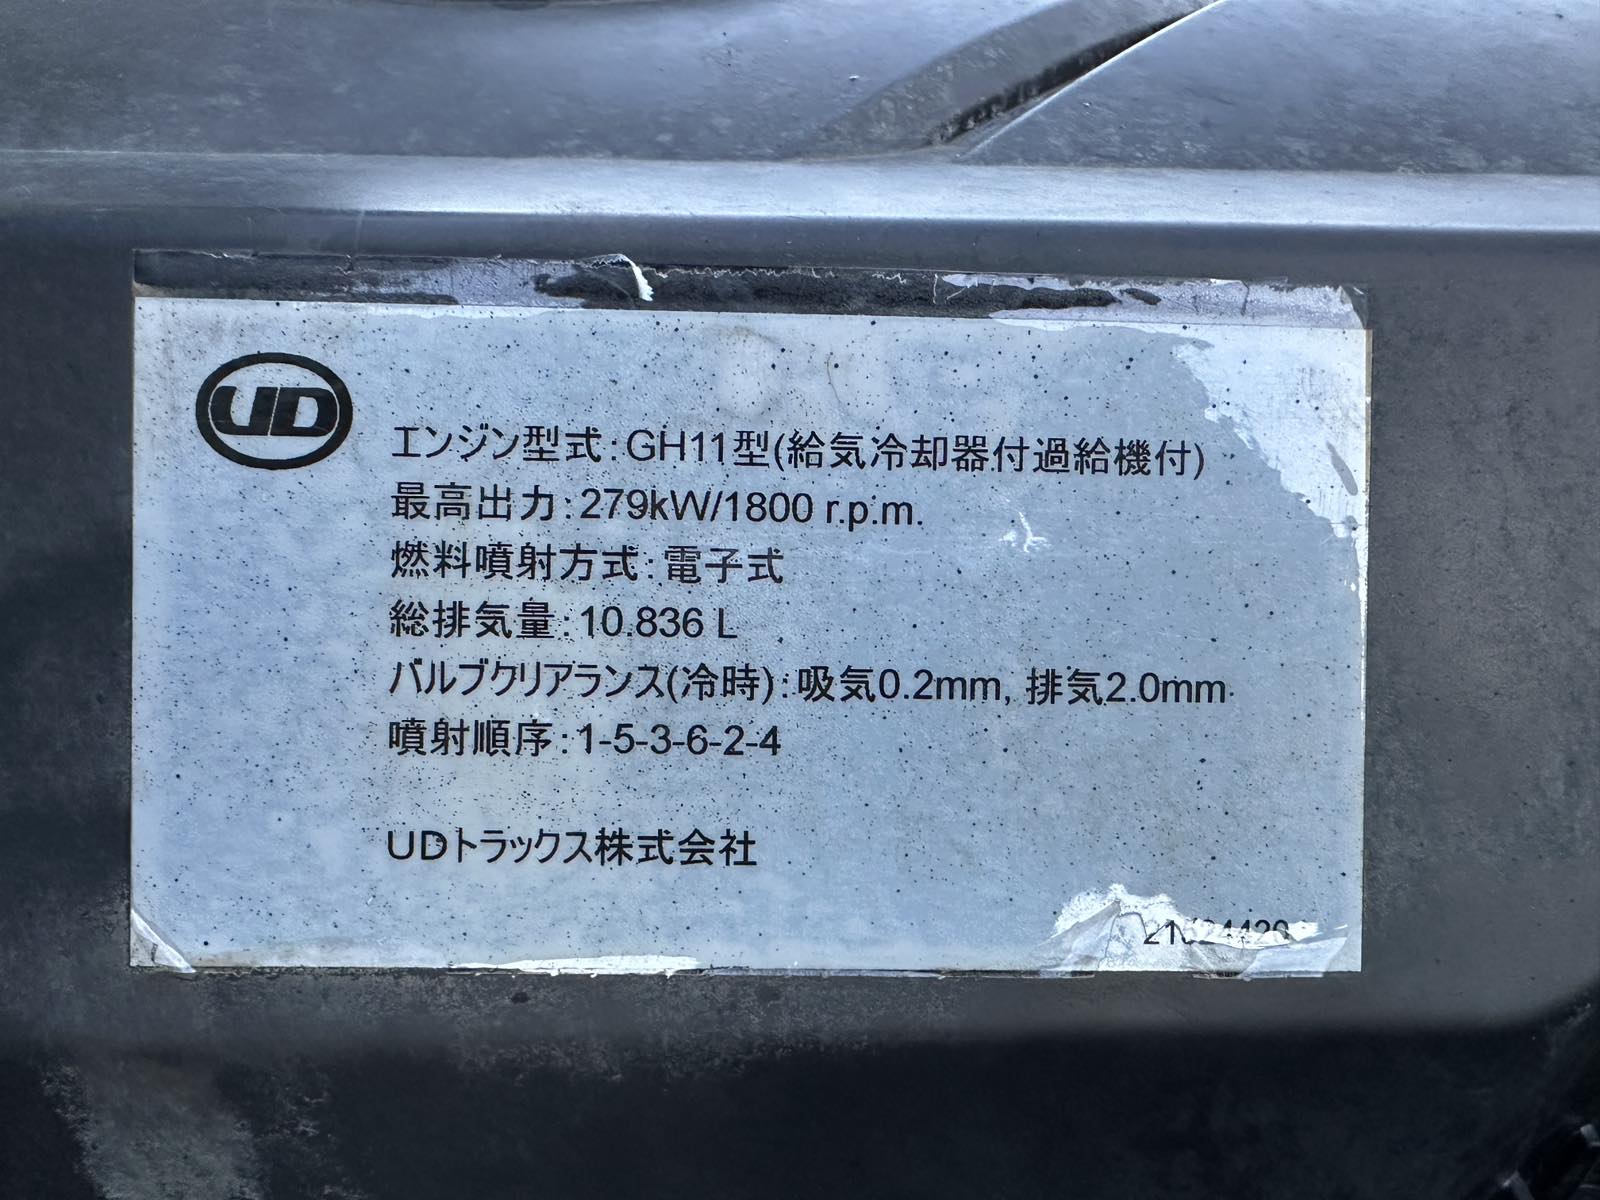 UD
エンジン型式:GH11型(給気冷却器付過給機付)
最高出力:279kW/1800 r.p.m.
燃料噴射方式:電子式
総排気量:10.836 L
バルブクリアランス(冷時):吸気0.2mm, 排気2.0mm
噴射順序:1-5-3-6-2-4
UDトラックス株式会社